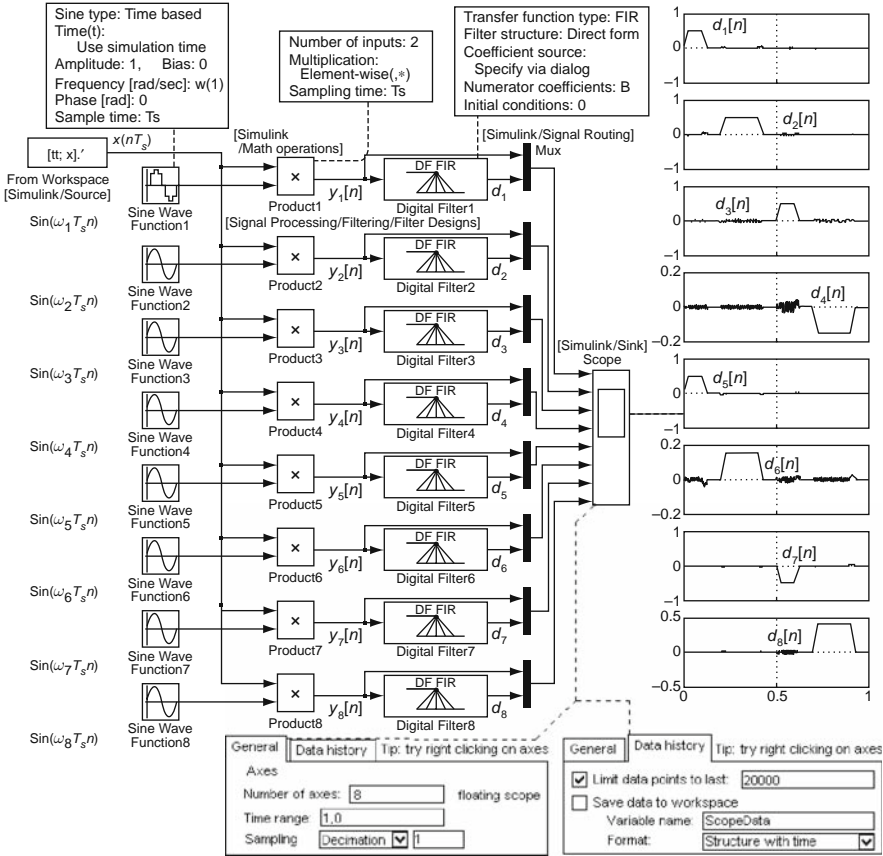 Sine type: Time based
Time(t):
Use simulation time
Amplitude: 1, Bias: 0
Frequency [rad/sec]: w(1)
Phase [rad]: 0
Sample time: Ts
Number of inputs: 2
Multiplication:
Element-wise(,*)
Sampling time: Ts
Transfer function type: FIR
Filter structure: Direct form
Coefficient source:
Specify via dialog
Numerator coefficients: B
Initial conditions: 0
[tt; x].′
x(nTs)
From Workspace
[Simulink/Source]
[Simulink
/Math operations]
[Simulink/Signal Routing]
Mux
Sine Wave
Function1
Sin(ω1Tsn)
×
Product1
y1[n]
DF FIR
Digital Filter1
d1
[Signal Processing/Filtering/Filter Designs]
Sine Wave
Function2
Sin(ω2Tsn)
×
Product2
y2[n]
DF FIR
Digital Filter2
d2
Sine Wave
Function3
Sin(ω3Tsn)
×
Product3
y3[n]
DF FIR
Digital Filter3
d3
[Simulink/Sink]
Scope
Sine Wave
Function4
Sin(ω4Tsn)
×
Product4
y4[n]
DF FIR
Digital Filter4
d4
Sine Wave
Function5
Sin(ω5Tsn)
×
Product5
y5[n]
DF FIR
Digital Filter5
d5
Sine Wave
Function6
Sin(ω6Tsn)
×
Product6
y6[n]
DF FIR
Digital Filter6
d6
Sine Wave
Function7
Sin(ω7Tsn)
×
Product7
y7[n]
DF FIR
Digital Filter7
d7
Sine Wave
Function8
Sin(ω8Tsn)
×
Product8
y8[n]
DF FIR
Digital Filter8
d8
1
d1[n]
0
−1
1
d2[n]
0
−1
1
d3[n]
0
−1
0.2
d4[n]
0
−0.2
1
d5[n]
0
−1
0.2
d6[n]
0
−0.2
1
d7[n]
0
−1
0.5
d8[n]
0
−0.5
0 0.5 1
General Data history Tip: try right clicking on axes
Axes
Number of axes: 8 floating scope
Time range: 1.0
Sampling Decimation 1
General Data history Tip: try right clicking on axes
Limit data points to last: 20000
Save data to workspace
Variable name: ScopeData
Format: Structure with time